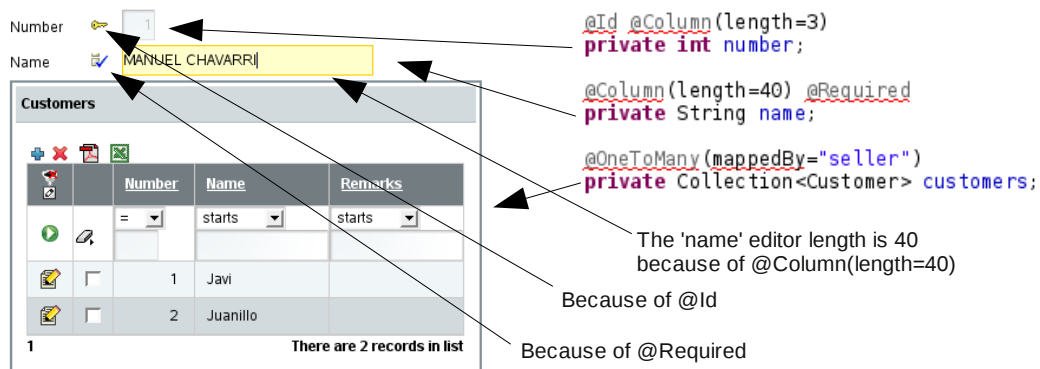 Number 1
Name MANUEL CHAVARRI
Customers
Number Name Remarks
= starts starts
1 Javi
2 Juanillo
1 There are 2 records in list
@Id @Column(length=3)
private int number;
@Column(length=40) @Required
private String name;
@OneToMany(mappedBy="seller")
private Collection<Customer> customers;
The 'name' editor length is 40
because of @Column(length=40)
Because of @Id
Because of @Required